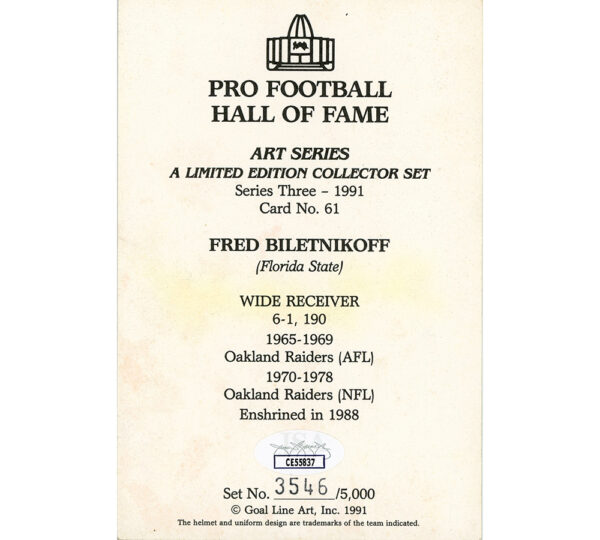 PRO FOOTBALL
HALL OF FAME
ART SERIES
A LIMITED EDITION COLLECTOR SET
Series Three - 1991
Card No. 61
FRED BILETNIKOFF
(Florida State)
WIDE RECEIVER
6-1, 190
1965-1969
Oakland Raiders (AFL)
1970-1978
Oakland Raiders (NFL)
Enshrined in 1988
JSA
CE55837
Set No. 3546/5,000
© Goal Line Art, Inc. 1991
The helmet and uniform design are trademarks of the team indicated.